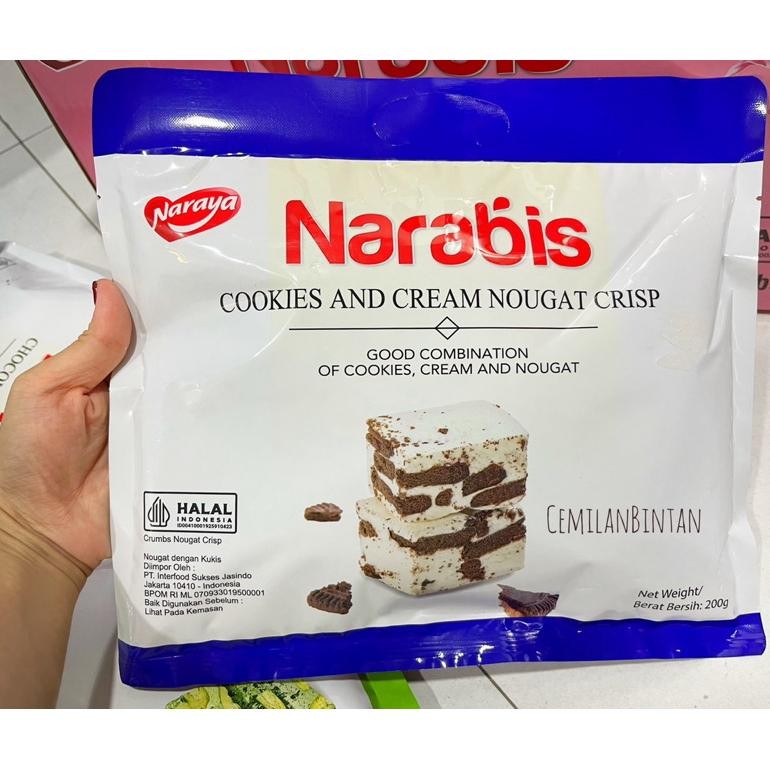 Naraya
Narabis
COOKIES AND CREAM NOUGAT CRISP
GOOD COMBINATION
OF COOKIES, CREAM AND NOUGAT
HALAL
INDONESIA
ID00410001925910423
Crumbs Nougat Crisp
Nougat dengan Kukis
Diimpor Oleh :
PT. Interfood Sukses Jasindo
Jakarta 10410 - Indonesia
BPOM RI ML 070933019500001
Baik Digunakan Sebelum :
Lihat Pada Kemasan
CEMILANBINTAN
Net Weight/
Berat Bersih: 200g